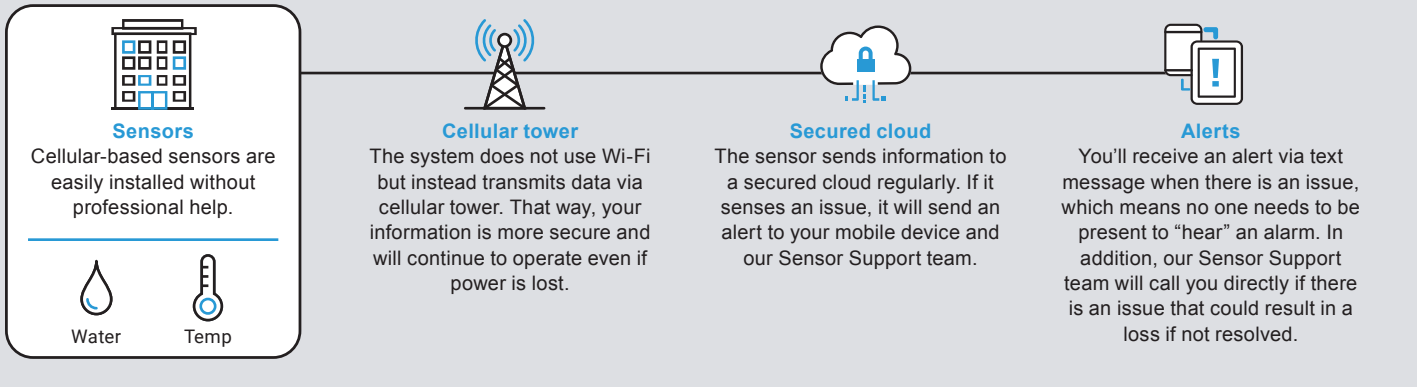 Sensors
Cellular-based sensors are
easily installed without
professional help.
Water
Temp
Cellular tower
The system does not use Wi-Fi
but instead transmits data via
cellular tower. That way, your
information is more secure and
will continue to operate even if
power is lost.
Secured cloud
The sensor sends information to
a secured cloud regularly. If it
senses an issue, it will send an
alert to your mobile device and
our Sensor Support team.
!
Alerts
You’ll receive an alert via text
message when there is an issue,
which means no one needs to be
present to “hear” an alarm. In
addition, our Sensor Support
team will call you directly if there
is an issue that could result in a
loss if not resolved.